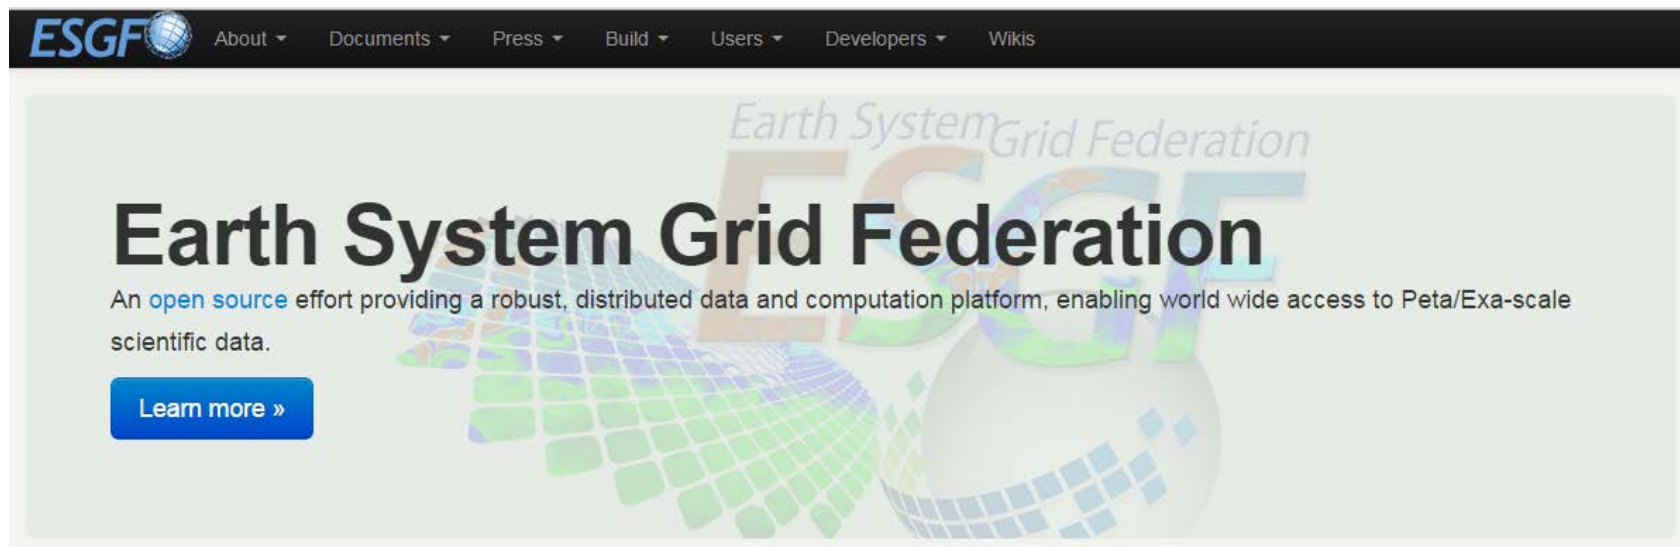 ESGF About Documents Press Build Users Developers Wikis
Earth System Grid Federation
ESGF
Earth System Grid Federation
An open source effort providing a robust, distributed data and computation platform, enabling world wide access to Peta/Exa-scale
scientific data.
Learn more »